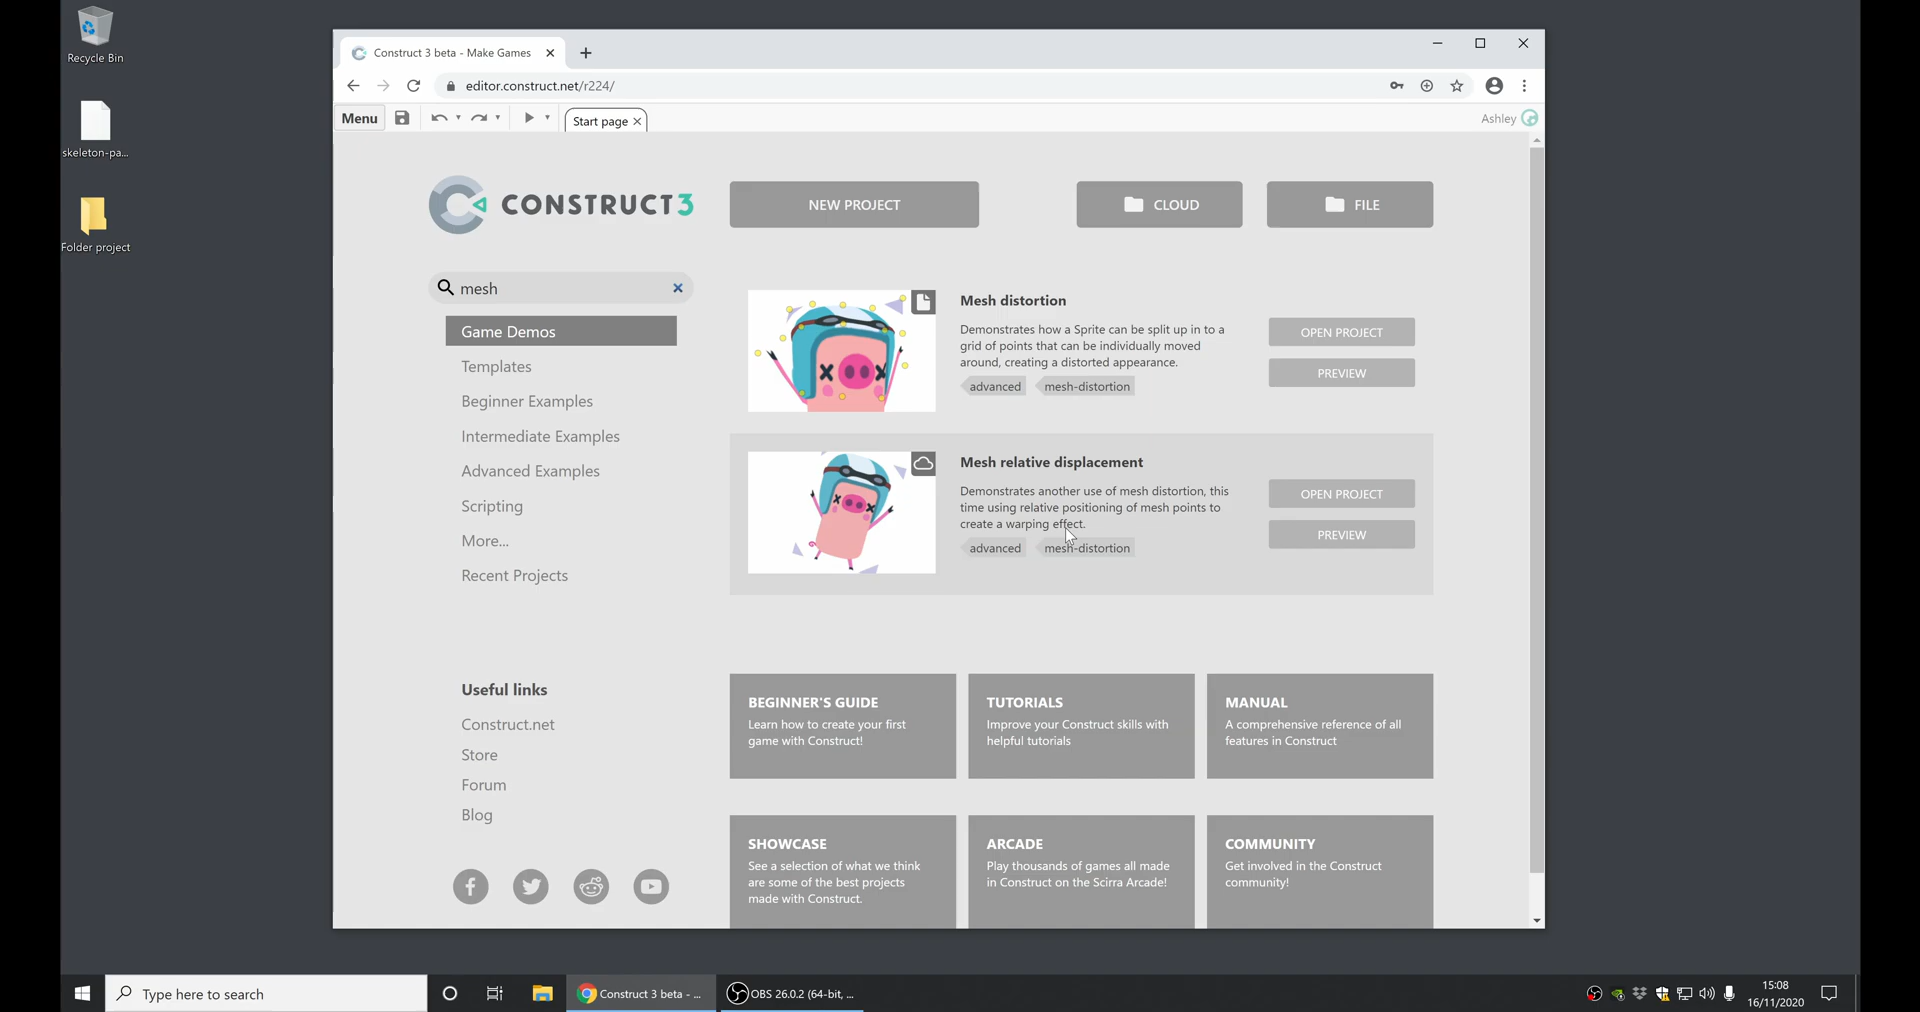 Recycle Bin
skeleton-pa...
Folder project
Construct 3 beta - Make Games
editor.construct.net/r224/
Menu
Start page
Ashley
CONSTRUCT3
NEW PROJECT
CLOUD
FILE
mesh
Game Demos
Templates
Beginner Examples
Intermediate Examples
Advanced Examples
Scripting
More...
Recent Projects
Mesh distortion
Demonstrates how a Sprite can be split up in to a
grid of points that can be individually moved
around, creating a distorted appearance.
advanced
mesh-distortion
OPEN PROJECT
PREVIEW
Mesh relative displacement
Demonstrates another use of mesh distortion, this
time using relative positioning of mesh points to
create a warping effect.
advanced
mesh-distortion
OPEN PROJECT
PREVIEW
Useful links
Construct.net
Store
Forum
Blog
BEGINNER'S GUIDE
Learn how to create your first
game with Construct!
TUTORIALS
Improve your Construct skills with
helpful tutorials
MANUAL
A comprehensive reference of all
features in Construct
SHOWCASE
See a selection of what we think
are some of the best projects
made with Construct.
ARCADE
Play thousands of games all made
in Construct on the Scirra Arcade!
COMMUNITY
Get involved in the Construct
community!
Type here to search
Construct 3 beta - ...
OBS 26.0.2 (64-bit, ...
15:08
16/11/2020